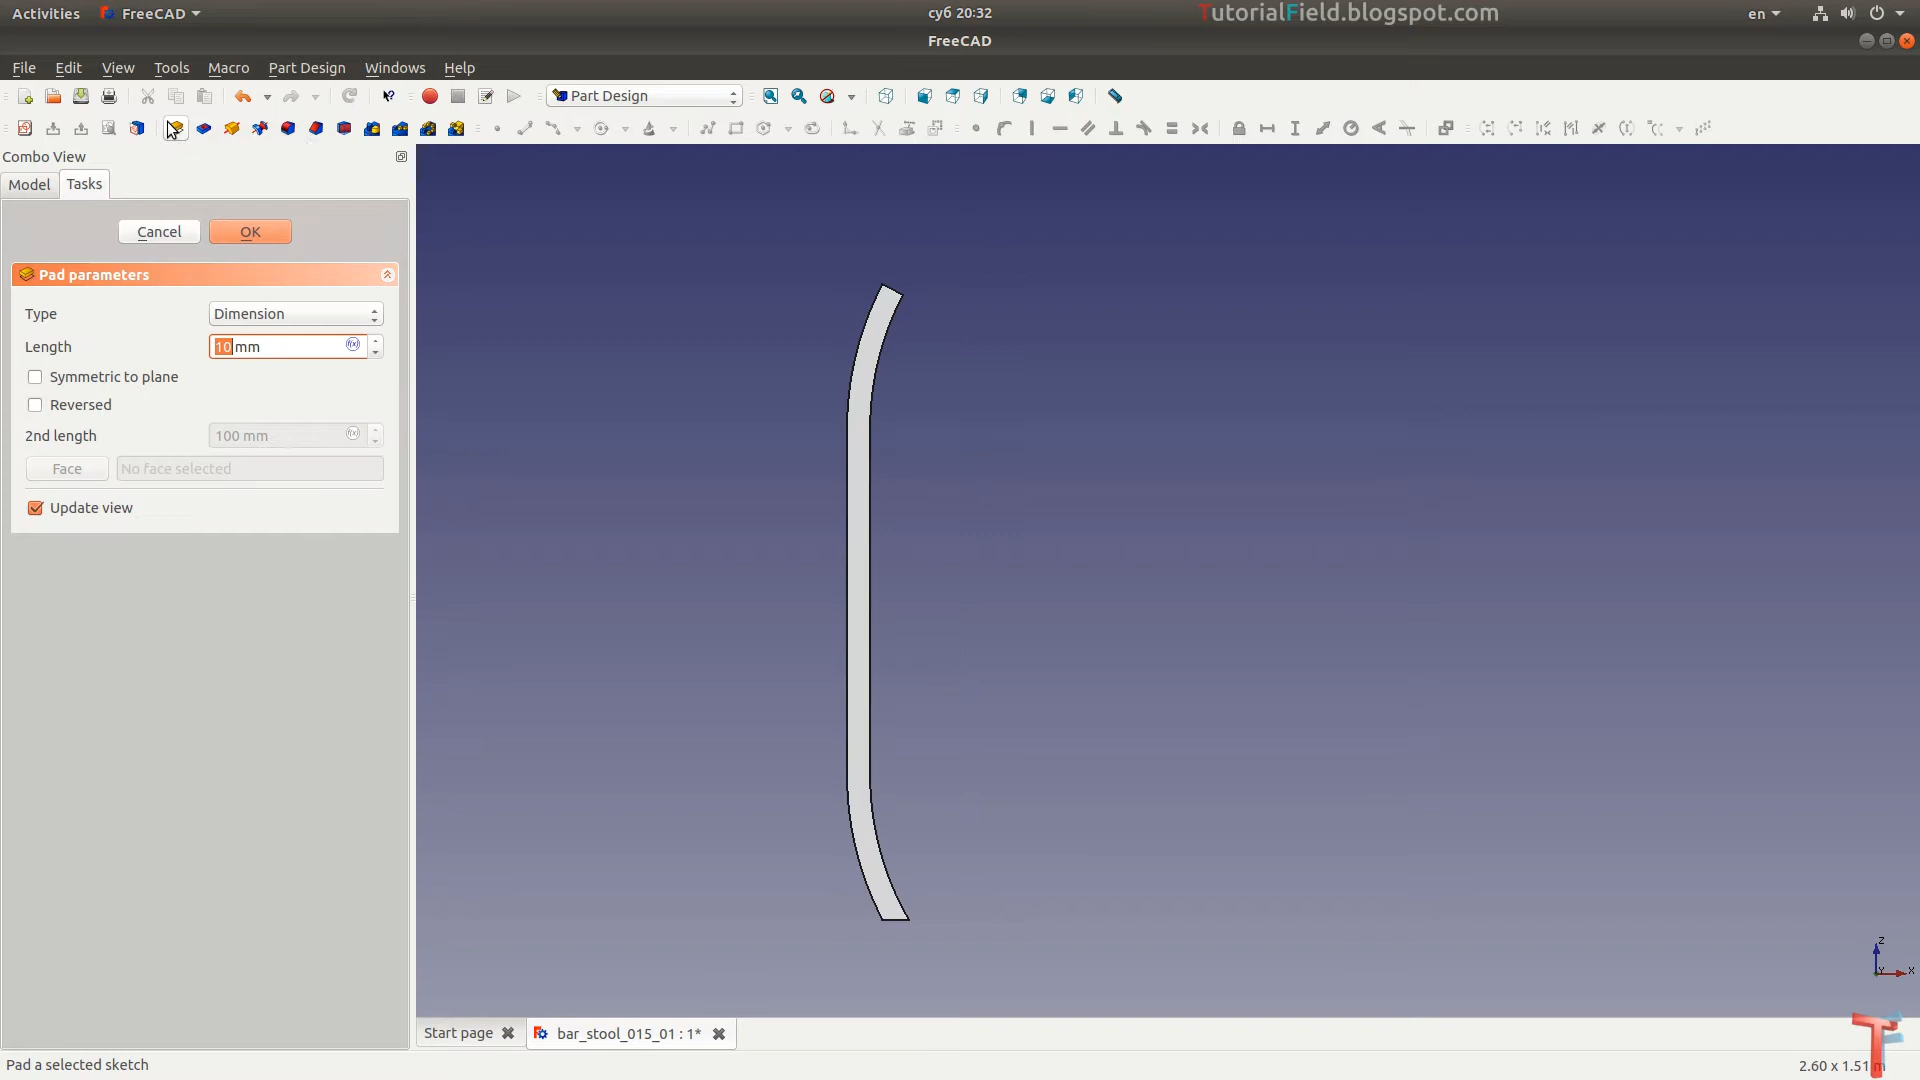 Activities
FreeCAD
суб 20:32
TutorialField.blogspot.com
en
FreeCAD
File
Edit
View
Tools
Macro
Part Design
Windows
Help
Part Design
Combo View
Model
Tasks
Cancel
OK
Pad parameters
Type
Dimension
Length
10 mm
Symmetric to plane
Reversed
2nd length
100 mm
Face
No face selected
Update view
Z
Y
X
Start page
bar_stool_015_01 : 1*
Pad a selected sketch
2.60 x 1.51 m